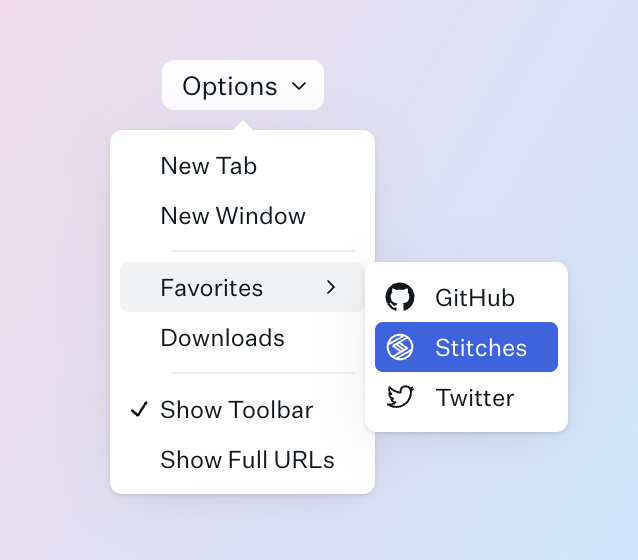 Options
New Tab
New Window
Favorites
Downloads
Show Toolbar
Show Full URLs
GitHub
Stitches
Twitter